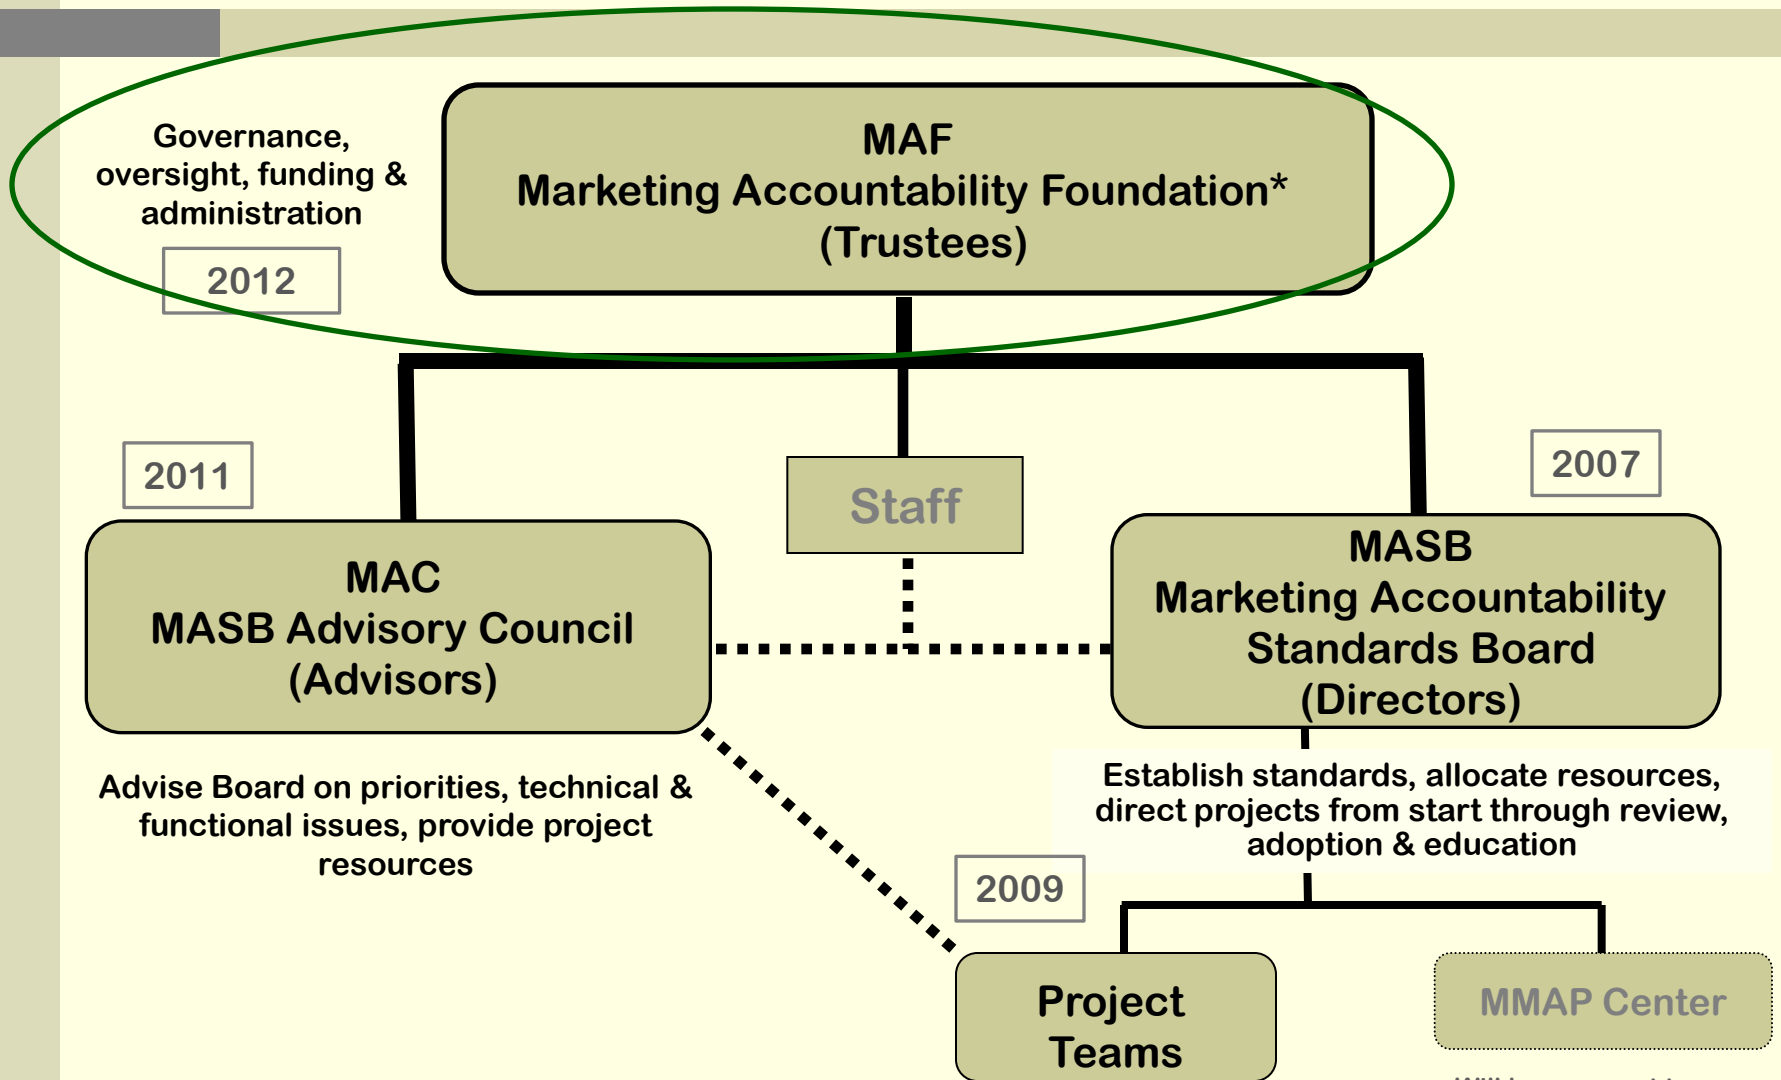 Governance,
oversight, funding &
administration
2012
MAF
Marketing Accountability Foundation*
(Trustees)
2011
Staff
2007
MAC
MASB Advisory Council
(Advisors)
MASB
Marketing Accountability
Standards Board
(Directors)
Advise Board on priorities, technical &
functional issues, provide project
resources
Establish standards, allocate resources,
direct projects from start through review,
adoption & education
2009
Project
Teams
MMAP Center